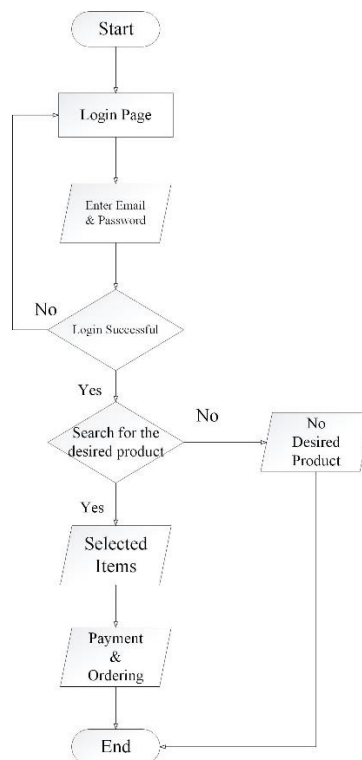 Start
Login Page
Enter Email
& Password
No
Login Successful
Yes
No
Search for the
desired product
No
Desired
Product
Yes
Selected
Items
Payment
&
Ordering
End